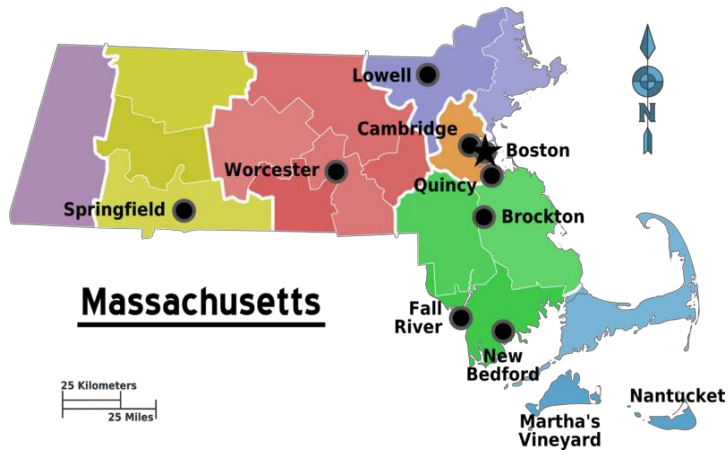 Lowell
Cambridge
Boston
N
Worcester
Quincy
Springfield
Brockton
Massachusetts
Fall
River
New
Bedford
25 Kilometers
25 Miles
Nantucket
Martha's
Vineyard